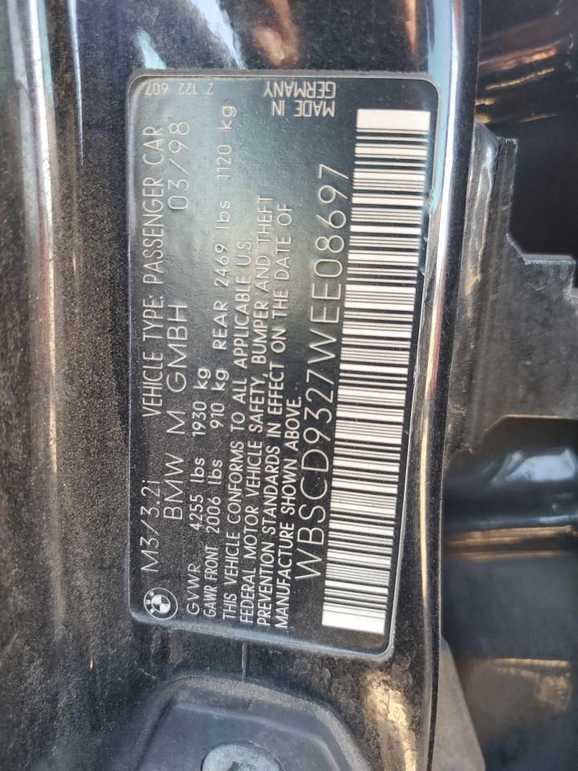 M3/3.2i VEHICLE TYPE: PASSENGER CAR Z 122 607
BMW M GMBH 03/98
GVWR 4255 lbs 1930 kg
GAWR FRONT 2006 lbs 910 kg REAR 2469 lbs 1120 kg
THIS VEHICLE CONFORMS TO ALL APPLICABLE U.S.
FEDERAL MOTOR VEHICLE SAFETY, BUMPER AND THEFT
PREVENTION STANDARDS IN EFFECT ON THE DATE OF
MANUFACTURE SHOWN ABOVE.
MADE IN
GERMANY
WBSCD9327WEE08697